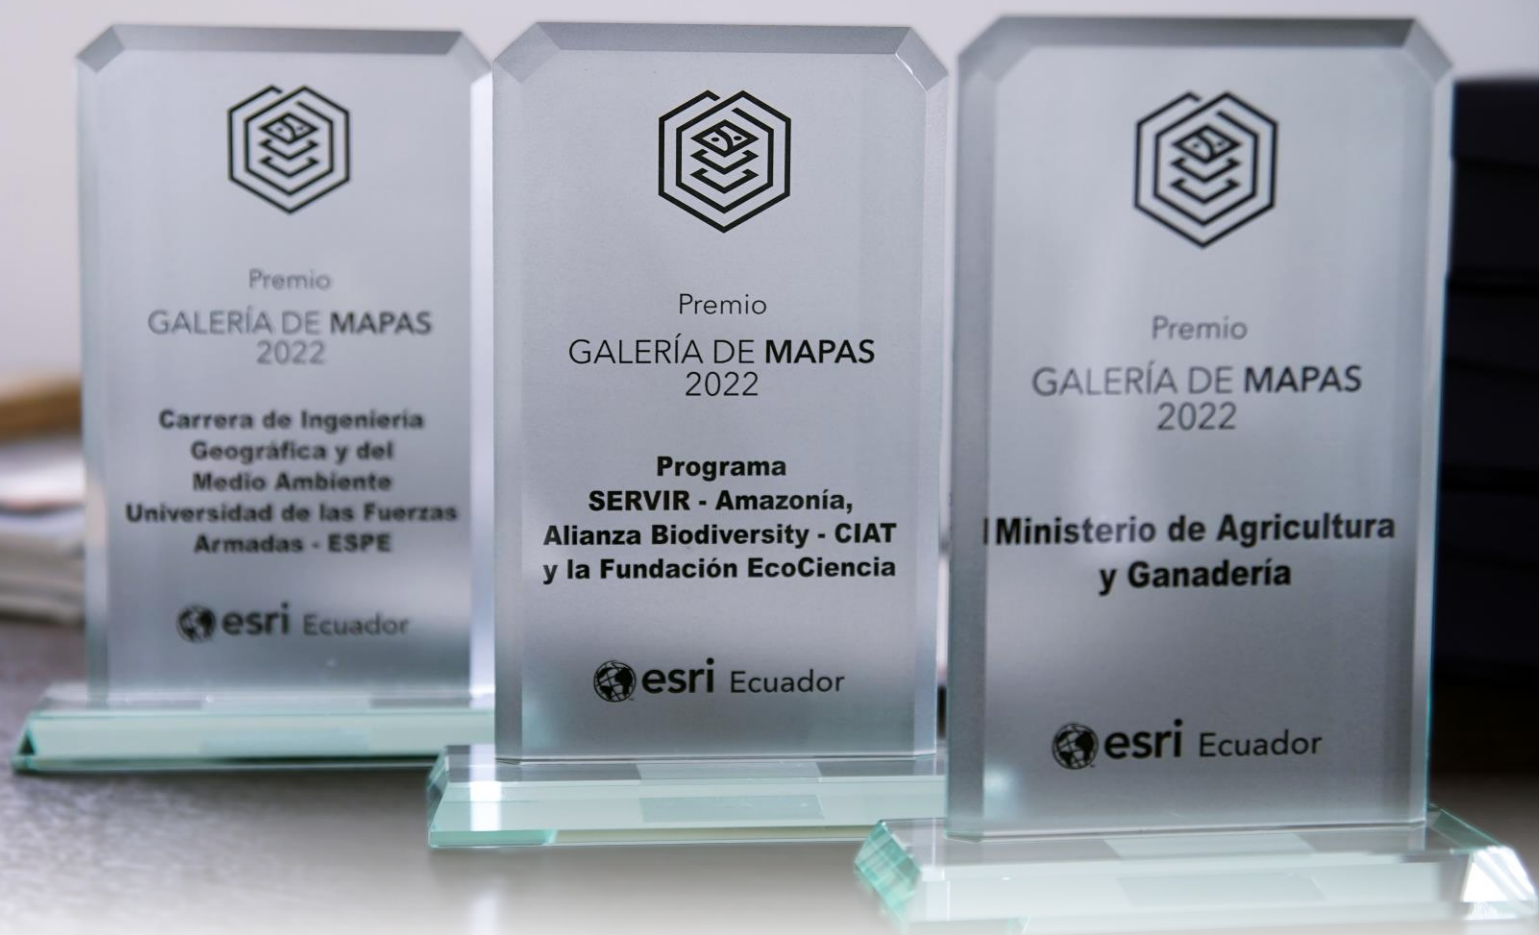 Premio
GALERÍA DE MAPAS
2022
Carrera de Ingeniería
Geográfica y del
Medio Ambiente
Universidad de las Fuerzas
Armadas - ESPE
esri Ecuador
Premio
GALERÍA DE MAPAS
2022
Programa
SERVIR - Amazonía,
Alianza Biodiversity - CIAT
y la Fundación EcoCiencia
esri Ecuador
Premio
GALERÍA DE MAPAS
2022
Ministerio de Agricultura
y Ganadería
esri Ecuador